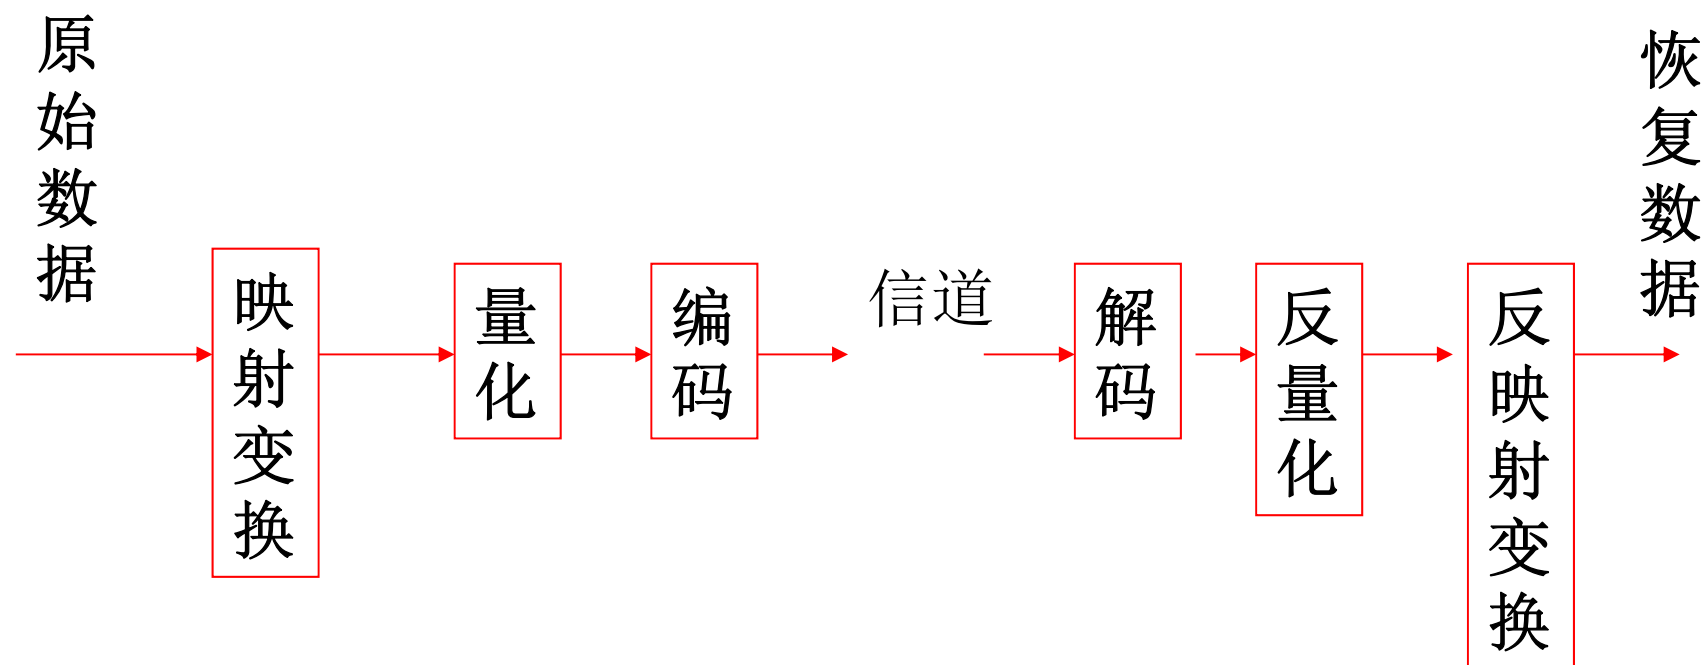 原始数据
映射变换
量化
编码
信道
解码
反量化
反映射变换
恢复数据